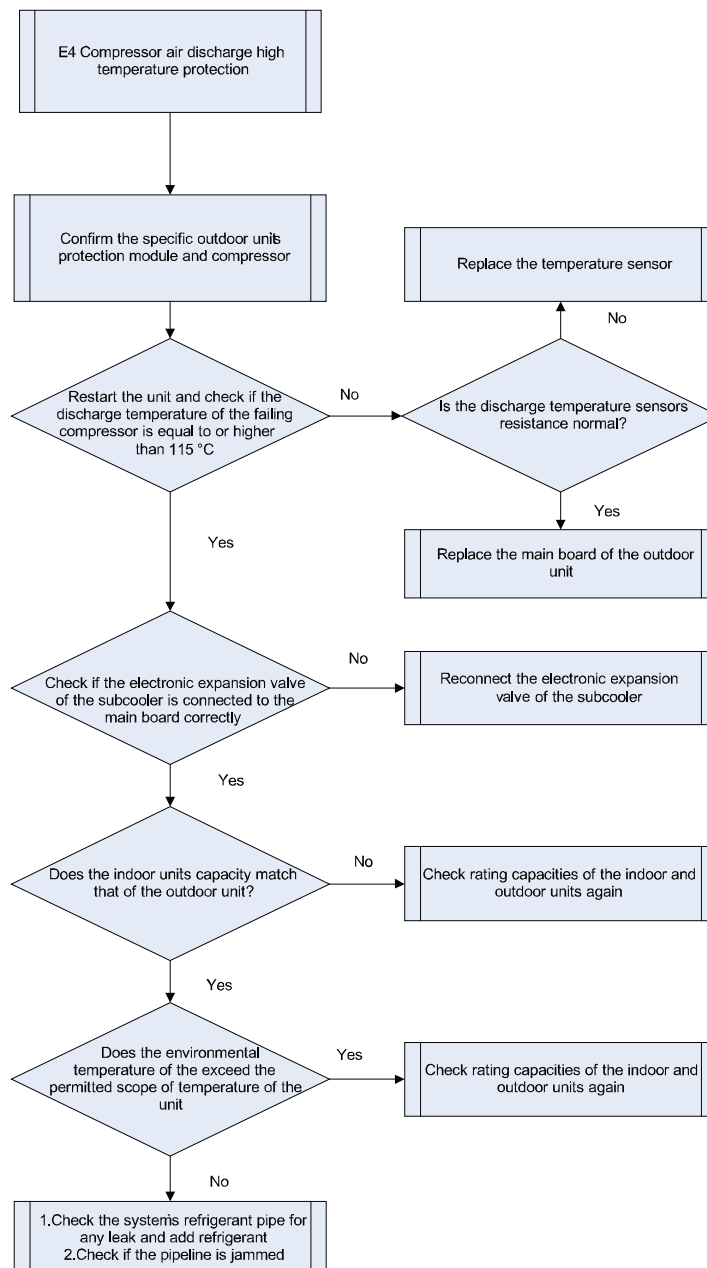 E4 Compressor air discharge high
temperature protection
Confirm the specific outdoor units
protection module and compressor
Replace the temperature sensor
No
Restart the unit and check if the
discharge temperature of the failing
compressor is equal to or higher
than 115 °C
No
Is the discharge temperature sensors
resistance normal?
Yes
Yes
Replace the main board of the outdoor
unit
Check if the electronic expansion valve
of the subcooler is connected to the
main board correctly
No
Reconnect the electronic expansion
valve of the subcooler
Yes
Does the indoor units capacity match
that of the outdoor unit?
No
Check rating capacities of the indoor and
outdoor units again
Yes
Does the environmental
temperature of the exceed the
permitted scope of temperature of the
unit
Yes
Check rating capacities of the indoor and
outdoor units again
No
1.Check the system's refrigerant pipe for
any leak and add refrigerant
2.Check if the pipeline is jammed